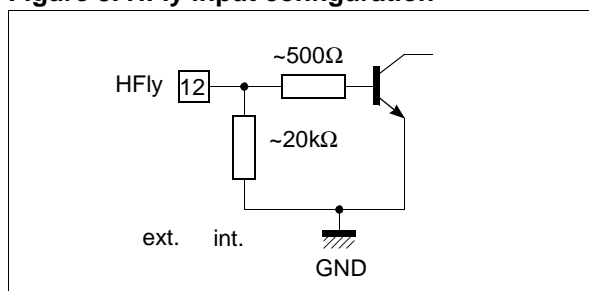 Figure 8. HFly input configuration
~500Ω
HFly 12
~20kΩ
ext. int.
GND